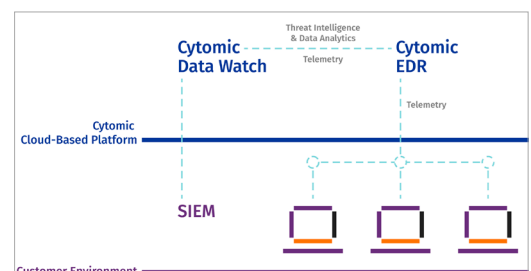 Threat Intelligence
& Data Analytics
Cytomic
Data Watch
Telemetry
Cytomic
EDR
Telemetry
Cytomic
Cloud-Based Platform
SIEM
Customer Environment